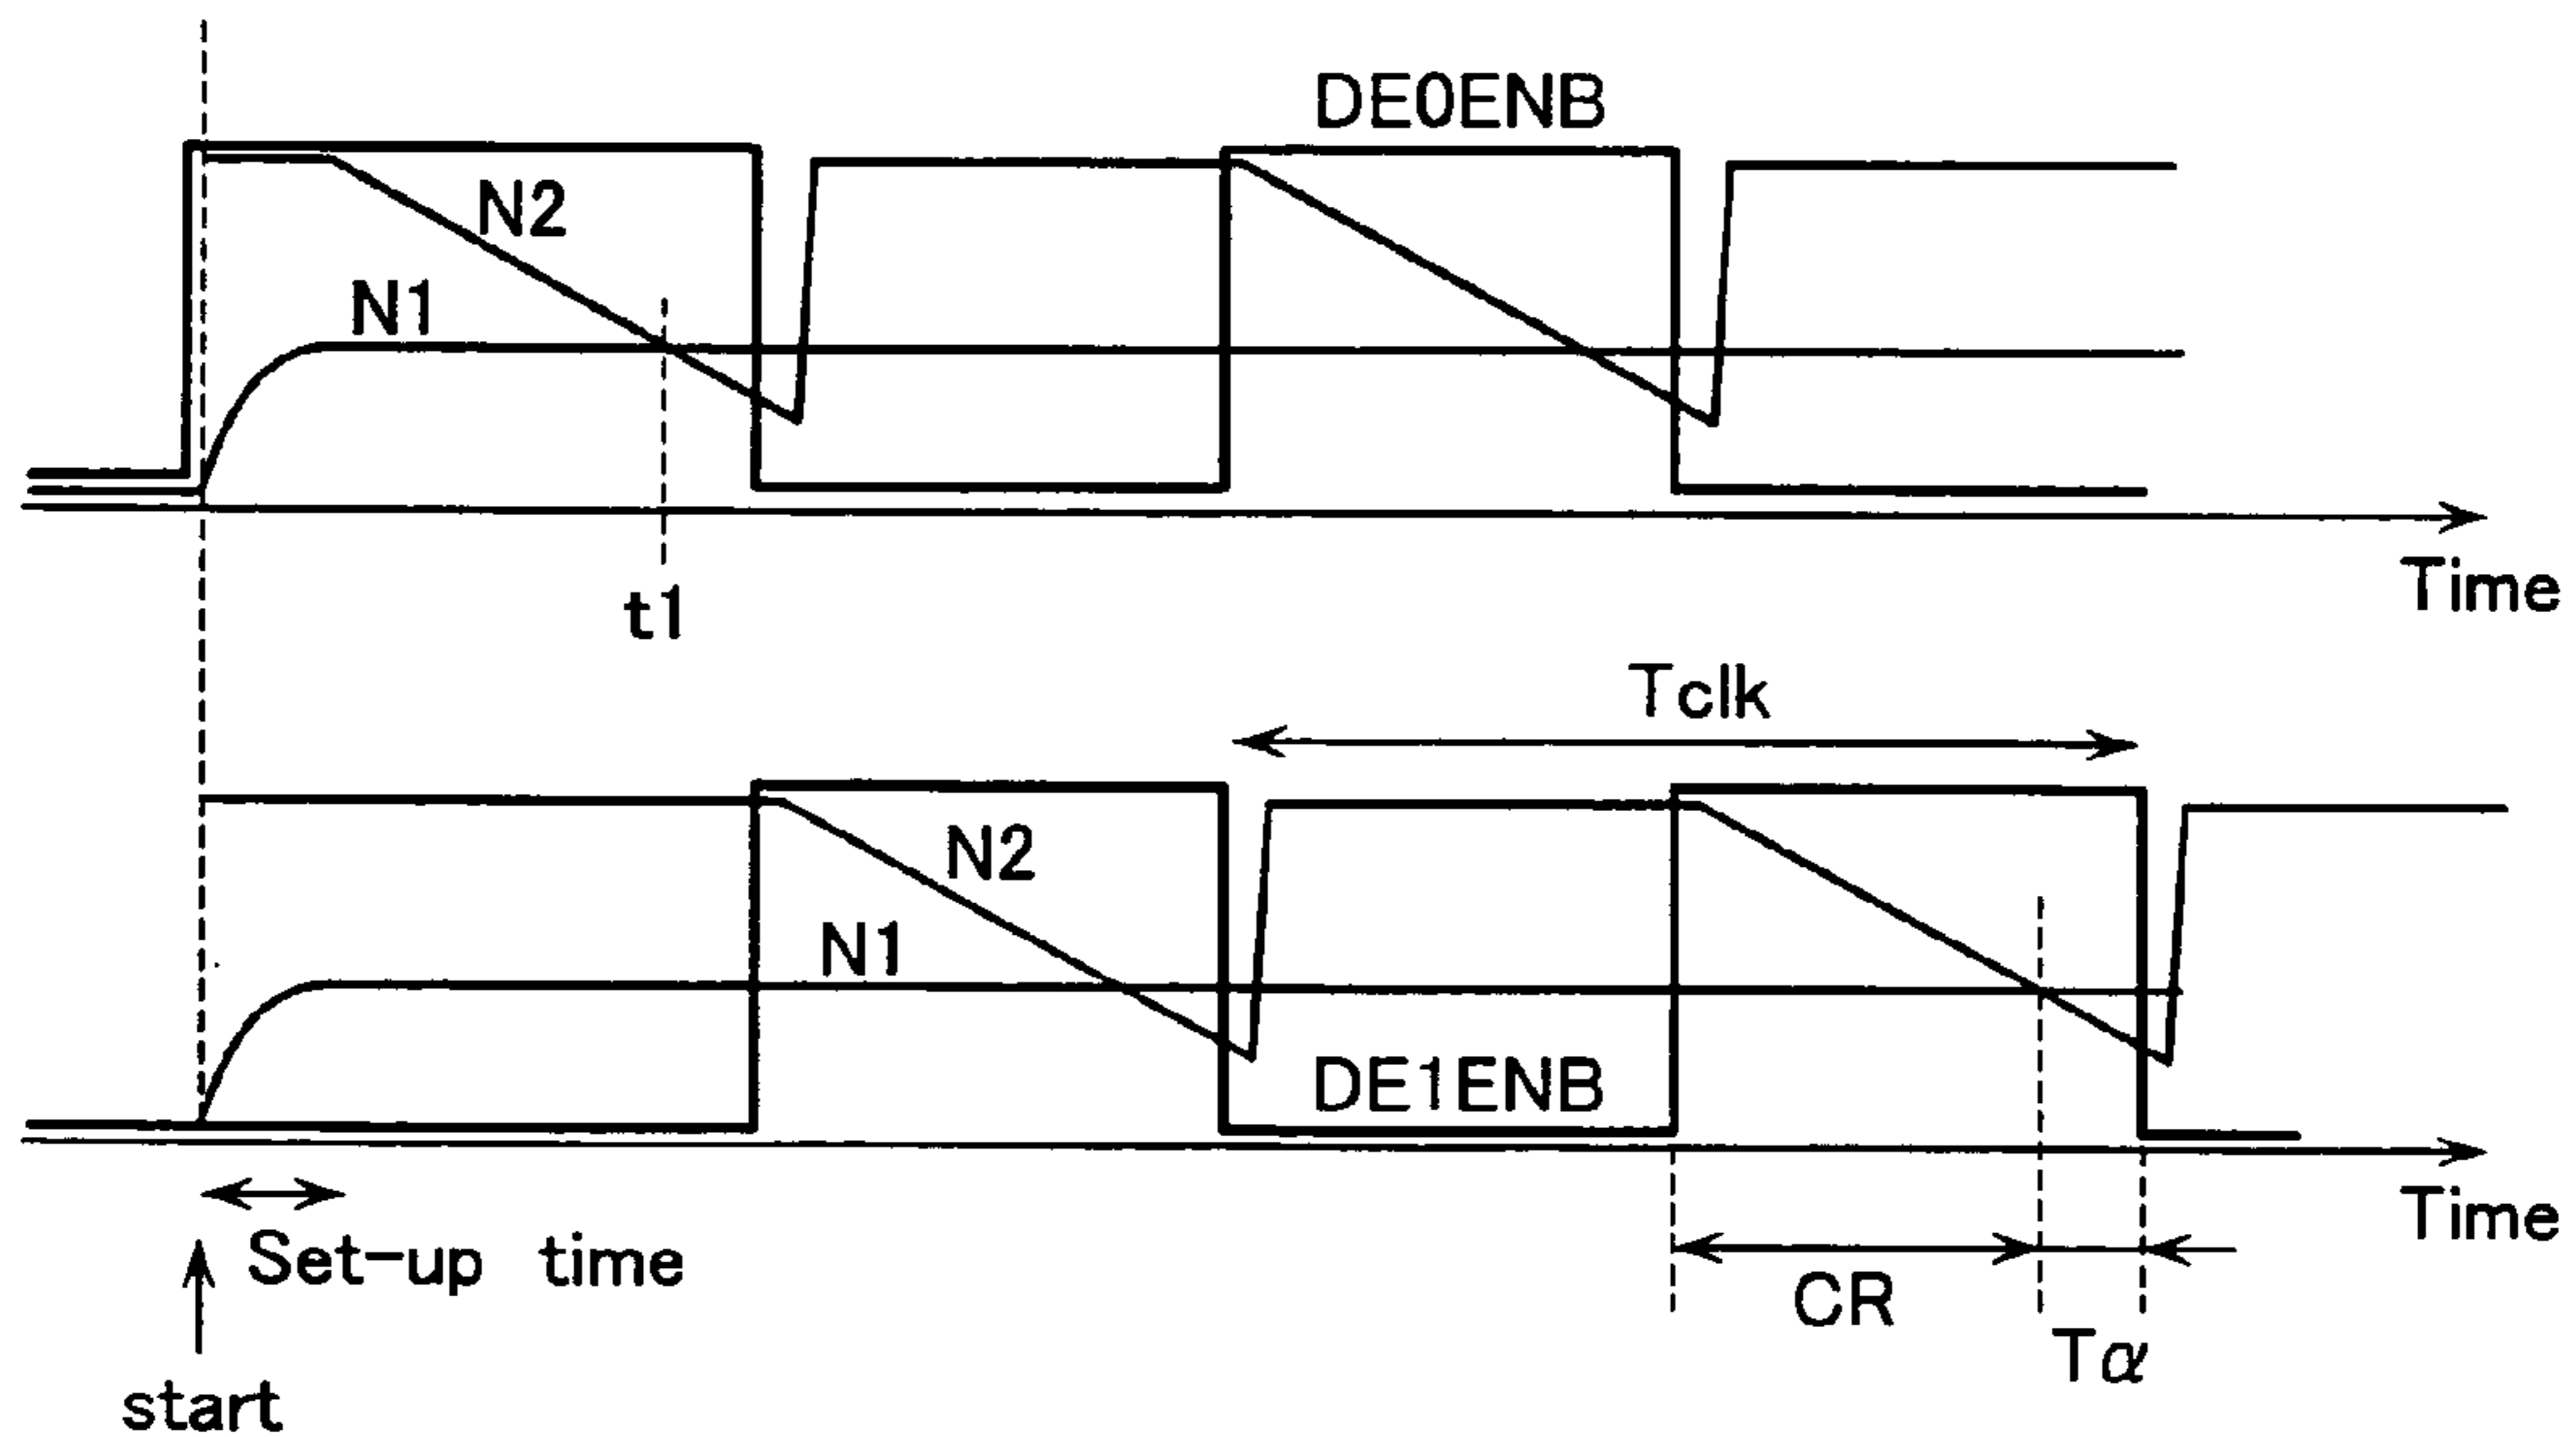 DE0ENB
N2
N1
t1
Time
Tclk
N2
N1
DE1ENB
Set-up time
Time
CR
Tα
start